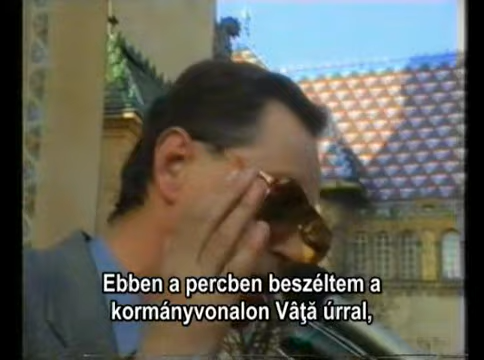 Ebben a percben beszéltem a
kormányvonalon Vâţă úrral,